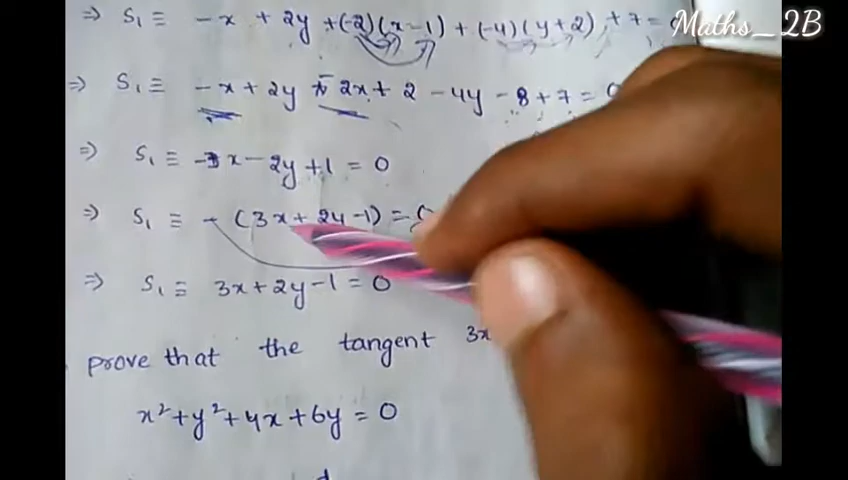 Maths_2B
⇒ S₁ ≡ -x + 2y + (-2)(x-1) + (-4)(y+2) + 7 =
⇒ S₁ ≡ -x + 2y - 2x + 2 - 4y - 8 + 7 = 0
⇒ S₁ ≡ -3x - 2y + 1 = 0
⇒ S₁ ≡ - (3x + 2y - 1) =
⇒ S₁ ≡ 3x + 2y - 1 = 0
prove that the tangent 3x
x² + y² + 4x + 6y = 0